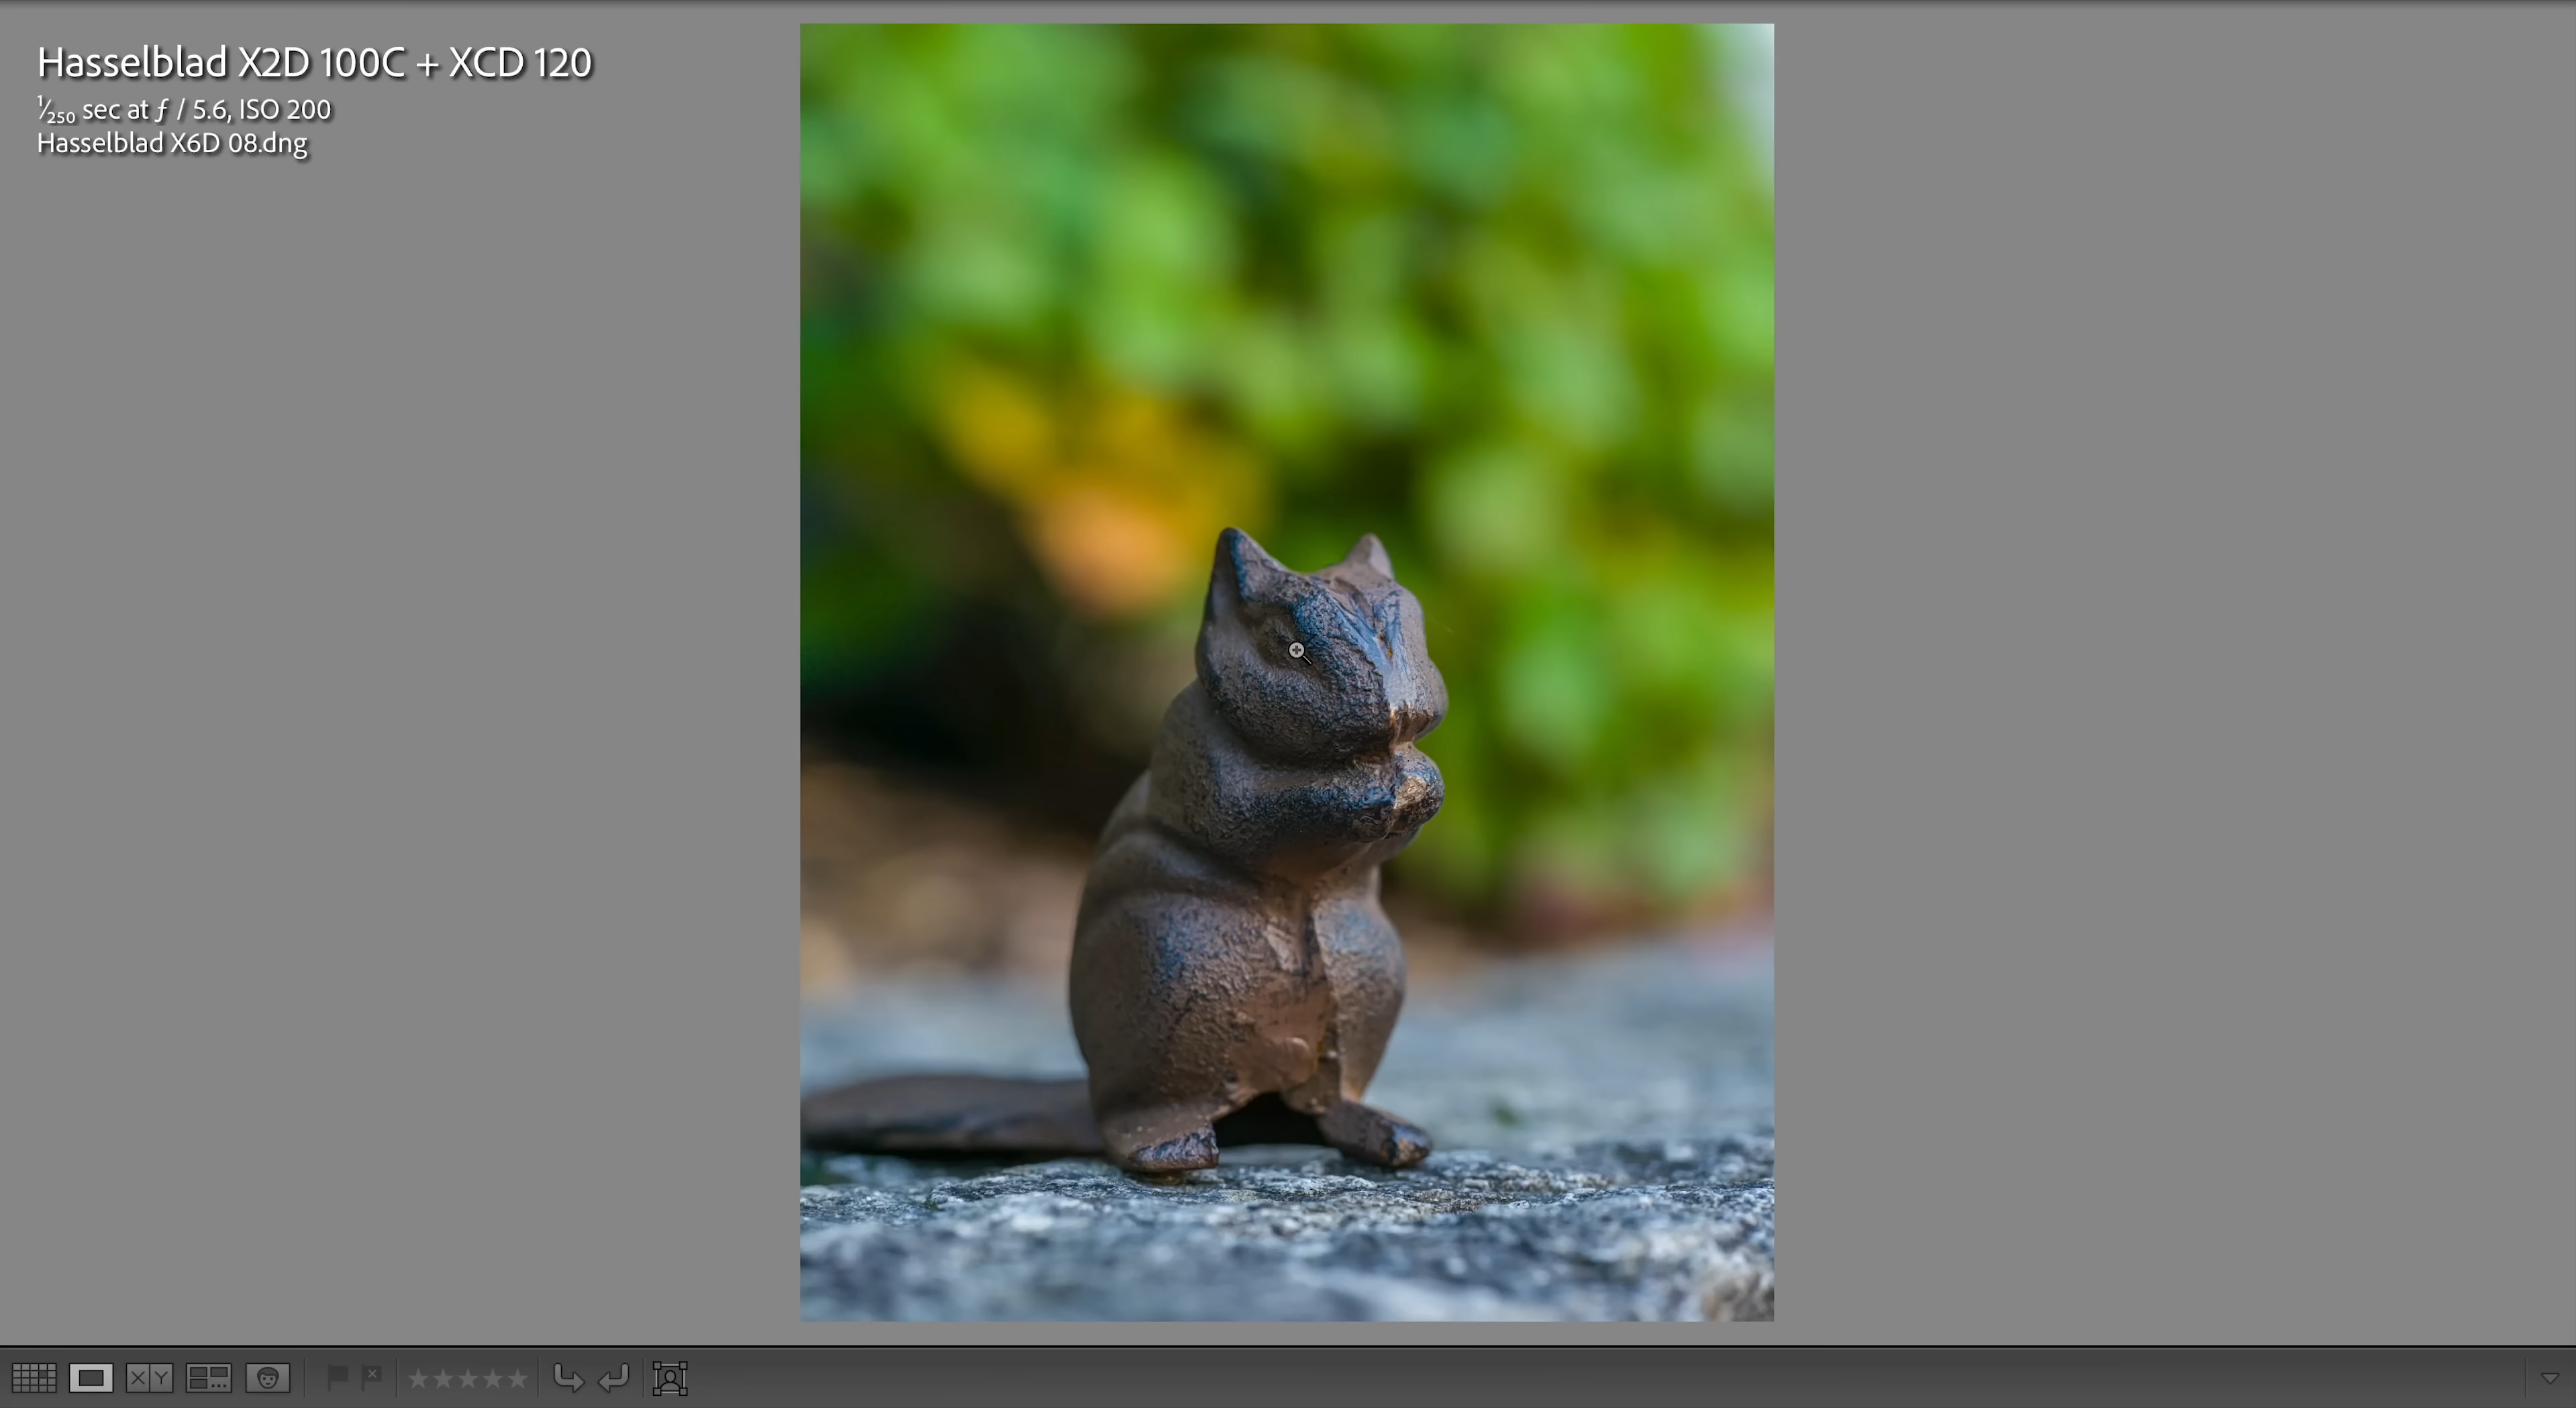 Hasselblad X2D 100C + XCD 120
1/250 sec at ƒ / 5.6, ISO 200
Hasselblad X6D 08.dng
X Y